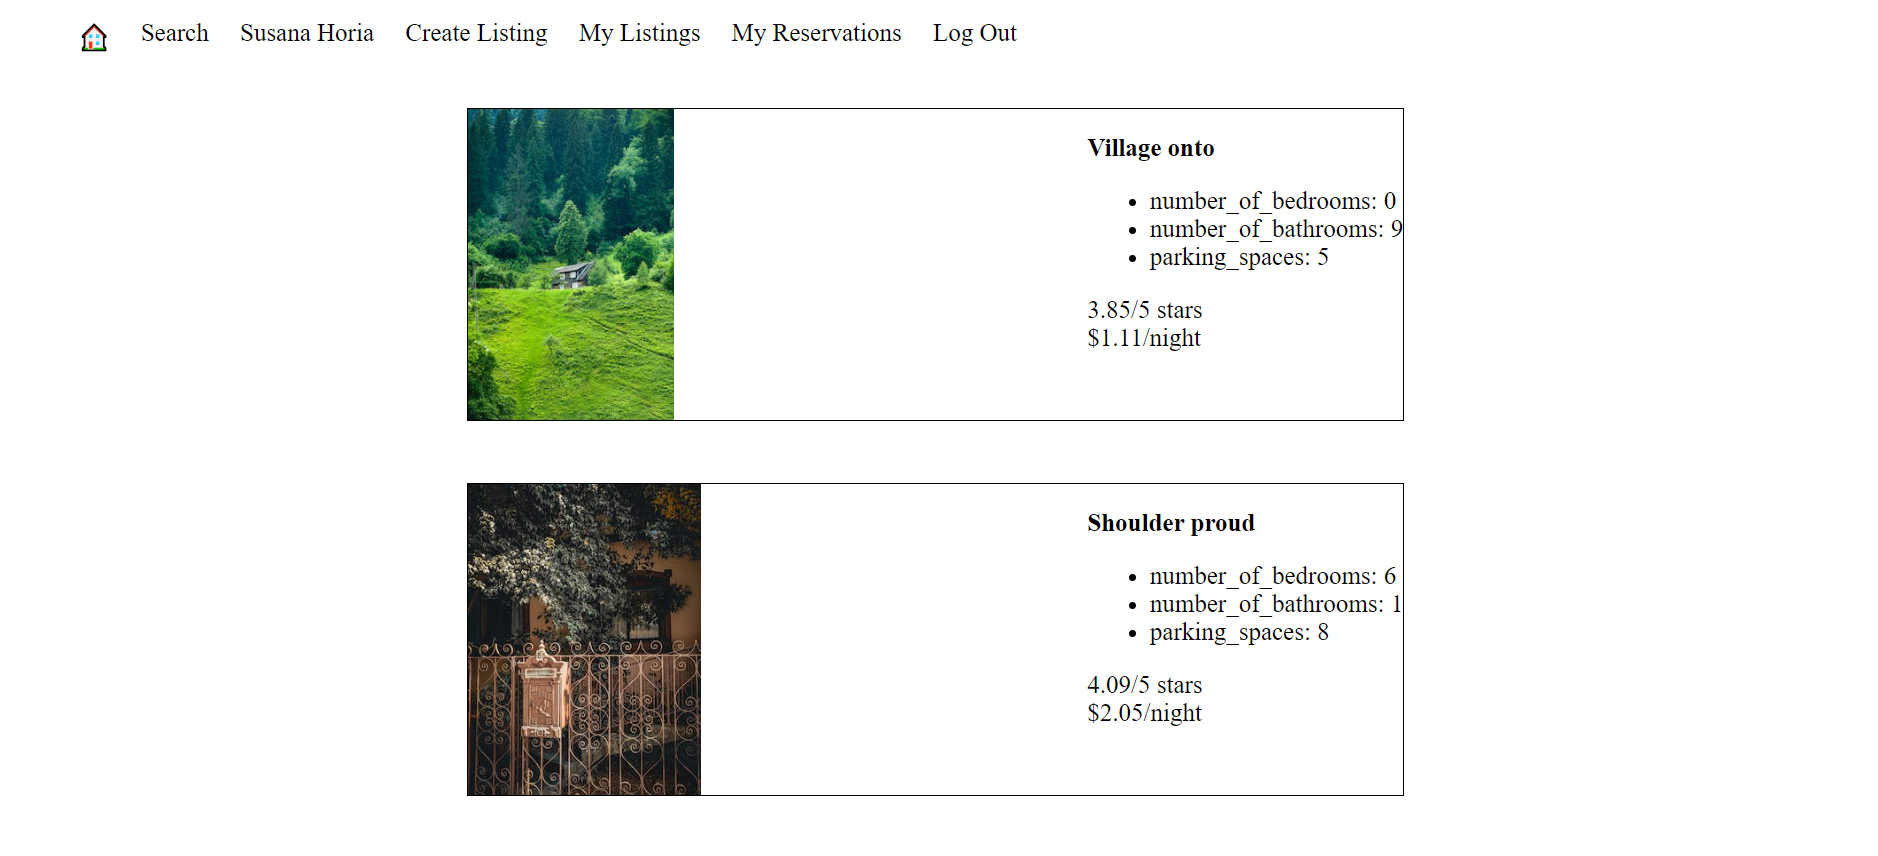 Search Susana Horia Create Listing My Listings My Reservations Log Out
Village onto
number_of_bedrooms: 0
number_of_bathrooms: 9
parking_spaces: 5
3.85/5 stars
$1.11/night
Shoulder proud
number_of_bedrooms: 6
number_of_bathrooms: 1
parking_spaces: 8
4.09/5 stars
$2.05/night